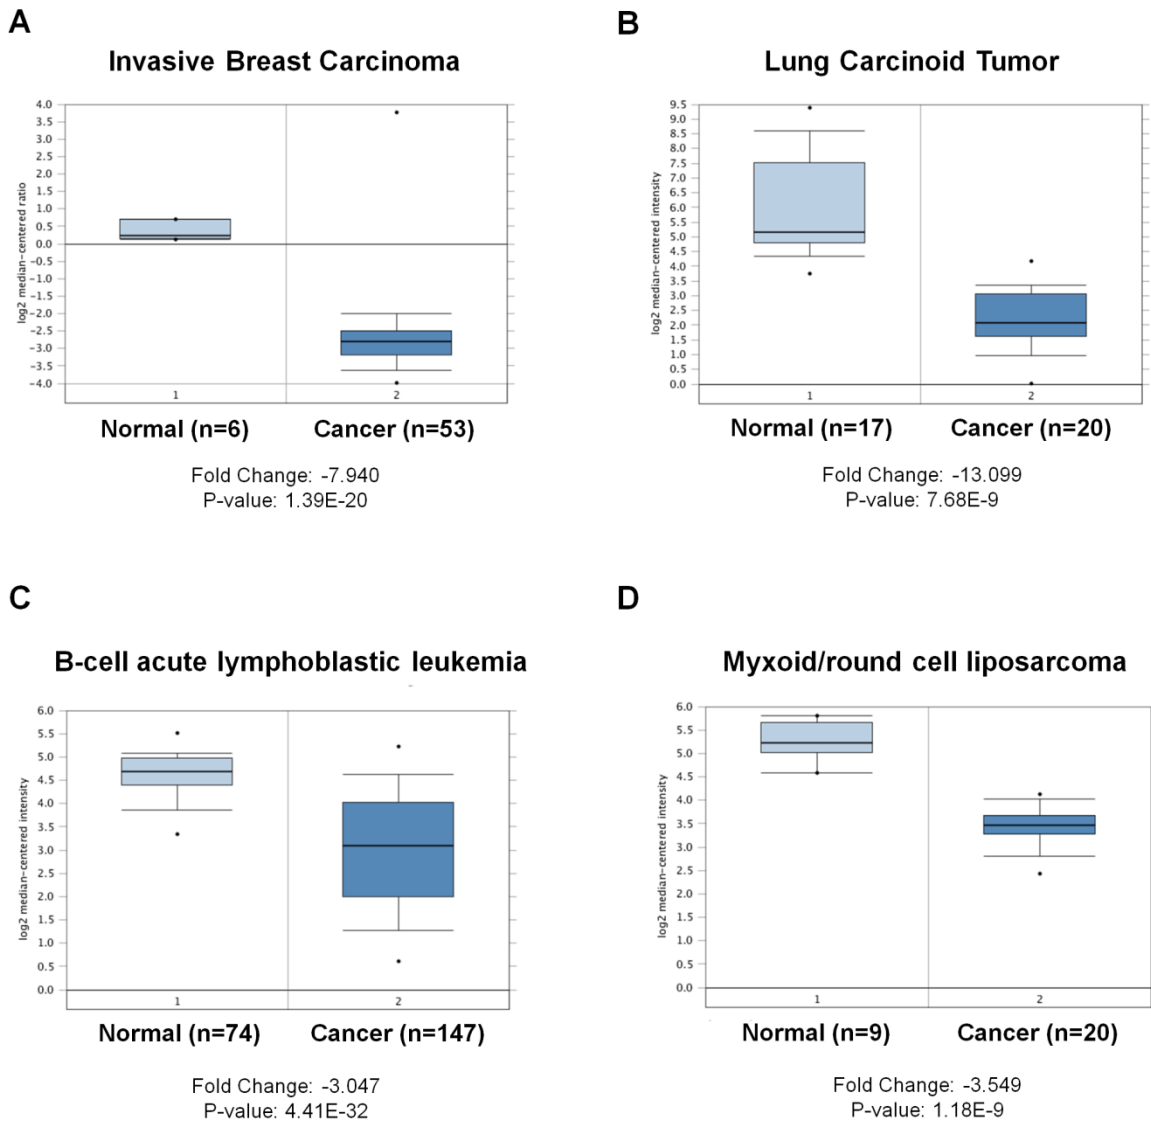 A
Invasive Breast Carcinoma
log2 median-centered ratio
4.0
3.5
3.0
2.5
2.0
1.5
1.0
0.5
0.0
−0.5
−1.0
−1.5
−2.0
−2.5
−3.0
−3.5
−4.0
1 2
Normal (n=6) Cancer (n=53)
Fold Change: -7.940
P-value: 1.39E-20
B
Lung Carcinoid Tumor
log2 median-centered intensity
9.5
9.0
8.5
8.0
7.5
7.0
6.5
6.0
5.5
5.0
4.5
4.0
3.5
3.0
2.5
2.0
1.5
1.0
0.5
0.0
1 2
Normal (n=17) Cancer (n=20)
Fold Change: -13.099
P-value: 7.68E-9
C
B-cell acute lymphoblastic leukemia
log2 median-centered intensity
6.0
5.5
5.0
4.5
4.0
3.5
3.0
2.5
2.0
1.5
1.0
0.5
0.0
1 2
Normal (n=74) Cancer (n=147)
Fold Change: -3.047
P-value: 4.41E-32
D
Myxoid/round cell liposarcoma
log2 median-centered intensity
6.0
5.5
5.0
4.5
4.0
3.5
3.0
2.5
2.0
1.5
1.0
0.5
0.0
1 2
Normal (n=9) Cancer (n=20)
Fold Change: -3.549
P-value: 1.18E-9